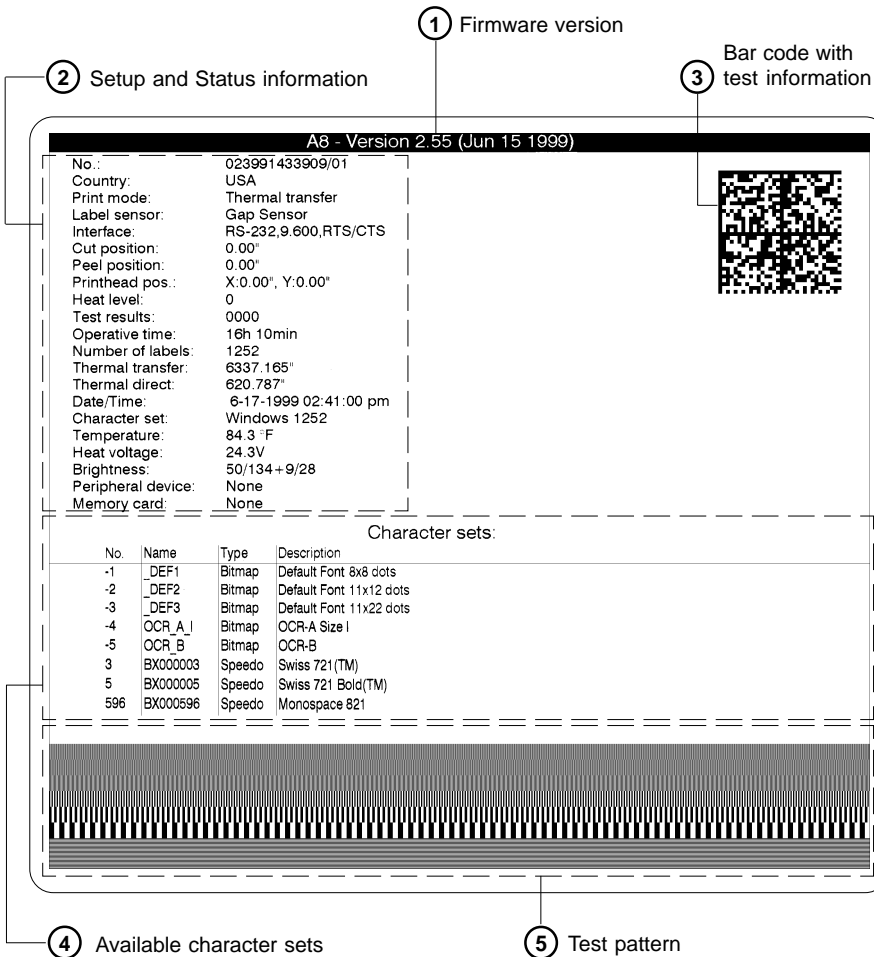 1 Firmware version
2 Setup and Status information
Bar code with
3 test information
A8 - Version 2.55 (Jun 15 1999)
No.: 023991433909/01
Country: USA
Print mode: Thermal transfer
Label sensor: Gap Sensor
Interface: RS-232,9.600,RTS/CTS
Cut position: 0.00"
Peel position: 0.00"
Printhead pos.: X:0.00", Y:0.00"
Heat level: 0
Test results: 0000
Operative time: 16h 10min
Number of labels: 1252
Thermal transfer: 6337.165"
Thermal direct: 620.787"
Date/Time: 6-17-1999 02:41:00 pm
Character set: Windows 1252
Temperature: 84.3 °F
Heat voltage: 24.3V
Brightness: 50/134+9/28
Peripheral device: None
Memory card: None
Character sets:
No. Name Type Description
-1 _DEF1 Bitmap Default Font 8x8 dots
-2 _DEF2 Bitmap Default Font 11x12 dots
-3 _DEF3 Bitmap Default Font 11x22 dots
-4 OCR_A_I Bitmap OCR-A Size I
-5 OCR_B Bitmap OCR-B
3 BX000003 Speedo Swiss 721(TM)
5 BX000005 Speedo Swiss 721 Bold(TM)
596 BX000596 Speedo Monospace 821
4 Available character sets
5 Test pattern